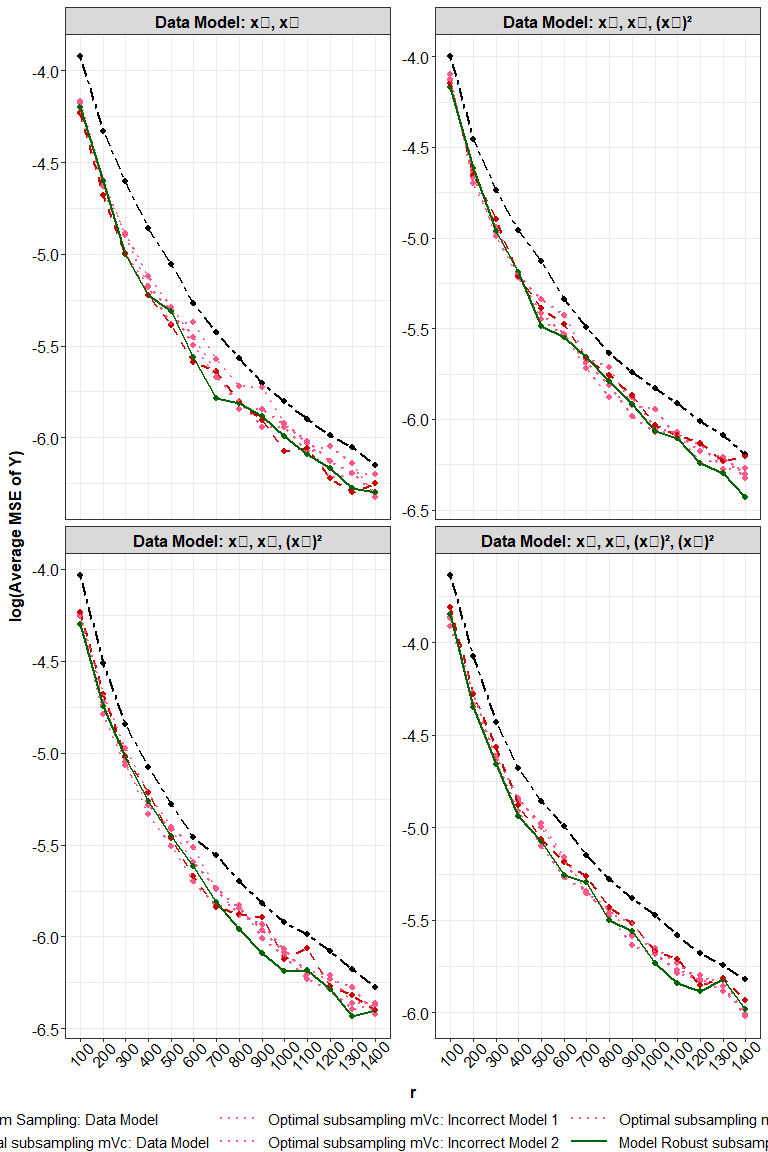 Data Model: x▯, x▯
Data Model: x▯, x▯, (x▯)²
-4.0
-4.5
-5.0
-5.5
-6.0
-4.0
-4.5
-5.0
-5.5
-6.0
-6.5
Data Model: x▯, x▯, (x▯)²
Data Model: x▯, x▯, (x▯)², (x▯)²
-4.0
-4.5
-5.0
-5.5
-6.0
-6.5
-4.0
-4.5
-5.0
-5.5
-6.0
log(Average MSE of Y)
100 200 300 400 500 600 700 800 900 1000 1100 1200 1300 1400
100 200 300 400 500 600 700 800 900 1000 1100 1200 1300 1400
r
m Sampling: Data Model
Optimal subsampling mVc: Incorrect Model 1
Optimal subsampling m
al subsampling mVc: Data Model
Optimal subsampling mVc: Incorrect Model 2
Model Robust subsamp